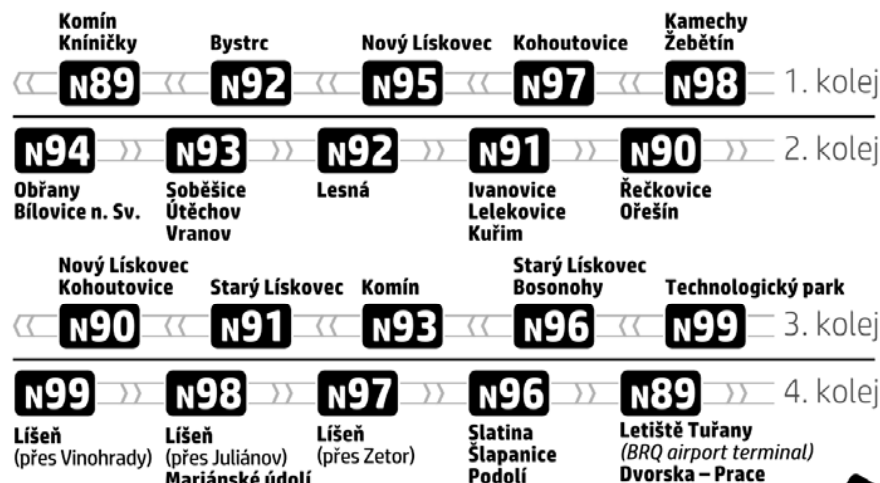 Komín
Kníničky
Bystrc
Nový Lískovec
Kohoutovice
Kamechy
Žebětín
N89
N92
N95
N97
N98
1. kolej
N94
N93
N92
N91
N90
2. kolej
Obřany
Bílovice n. Sv.
Soběšice
Útěchov
Vranov
Lesná
Ivanovice
Lelekovice
Kuřim
Řečkovice
Ořešín
Nový Lískovec
Kohoutovice
Starý Lískovec
Komín
Starý Lískovec
Bosonohy
Technologický park
N90
N91
N93
N96
N99
3. kolej
N99
N98
N97
N96
N89
4. kolej
Líšeň
(přes Vinohrady)
Líšeň
(přes Juliánov)
Mariánské údolí
Líšeň
(přes Zetor)
Slatina
Šlapanice
Podolí
Letiště Tuřany
(BRQ airport terminal)
Dvorska – Prace